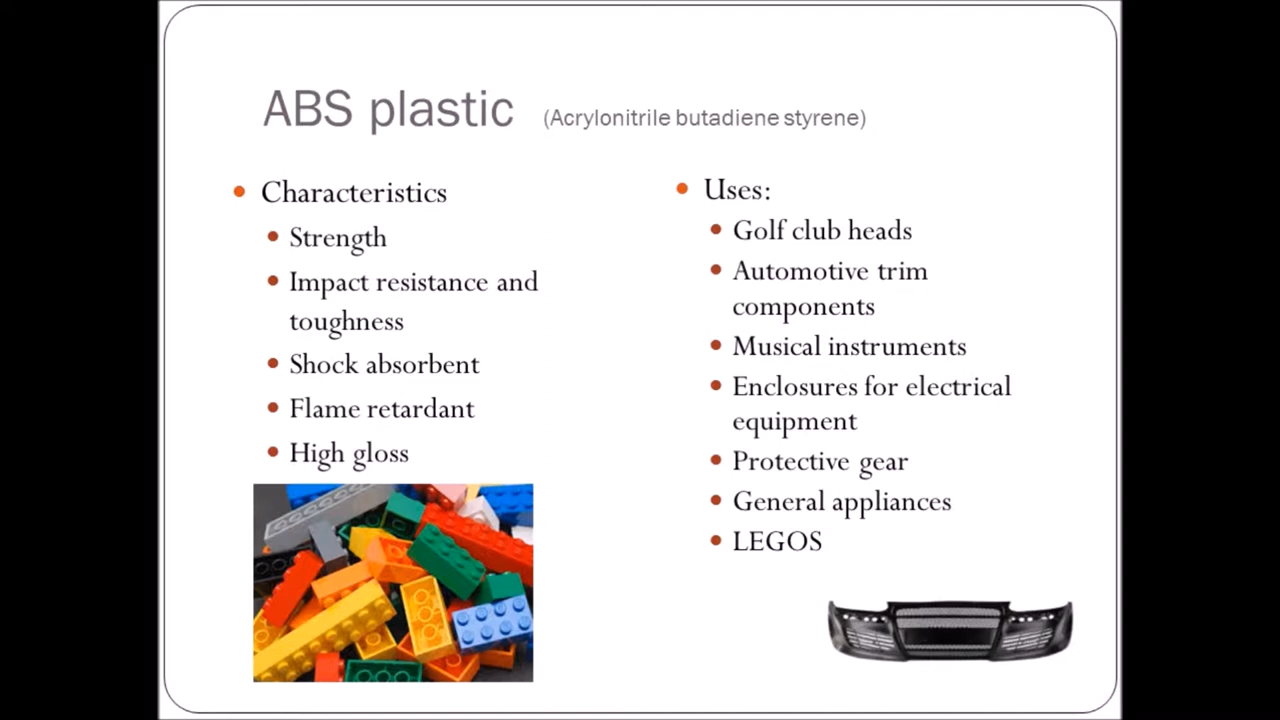 ABS plastic (Acrylonitrile butadiene styrene)
• Characteristics
• Strength
• Impact resistance and
toughness
• Shock absorbent
• Flame retardant
• High gloss
• Uses:
• Golf club heads
• Automotive trim
components
• Musical instruments
• Enclosures for electrical
equipment
• Protective gear
• General appliances
• LEGOS